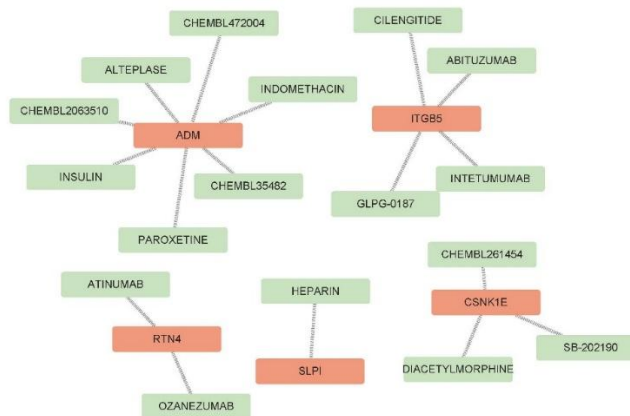 CHEMBL472004
CILENGITIDE
ALTEPLASE
ABITUZUMAB
INDOMETHACIN
CHEMBL2063510
ADM
ITGB5
INSULIN
CHEMBL35482
INTETUMUMAB
GLPG-0187
PAROXETINE
CHEMBL261454
ATINUMAB
HEPARIN
CSNK1E
RTN4
SB-202190
SLPI
DIACETYLMORPHINE
OZANEZUMAB